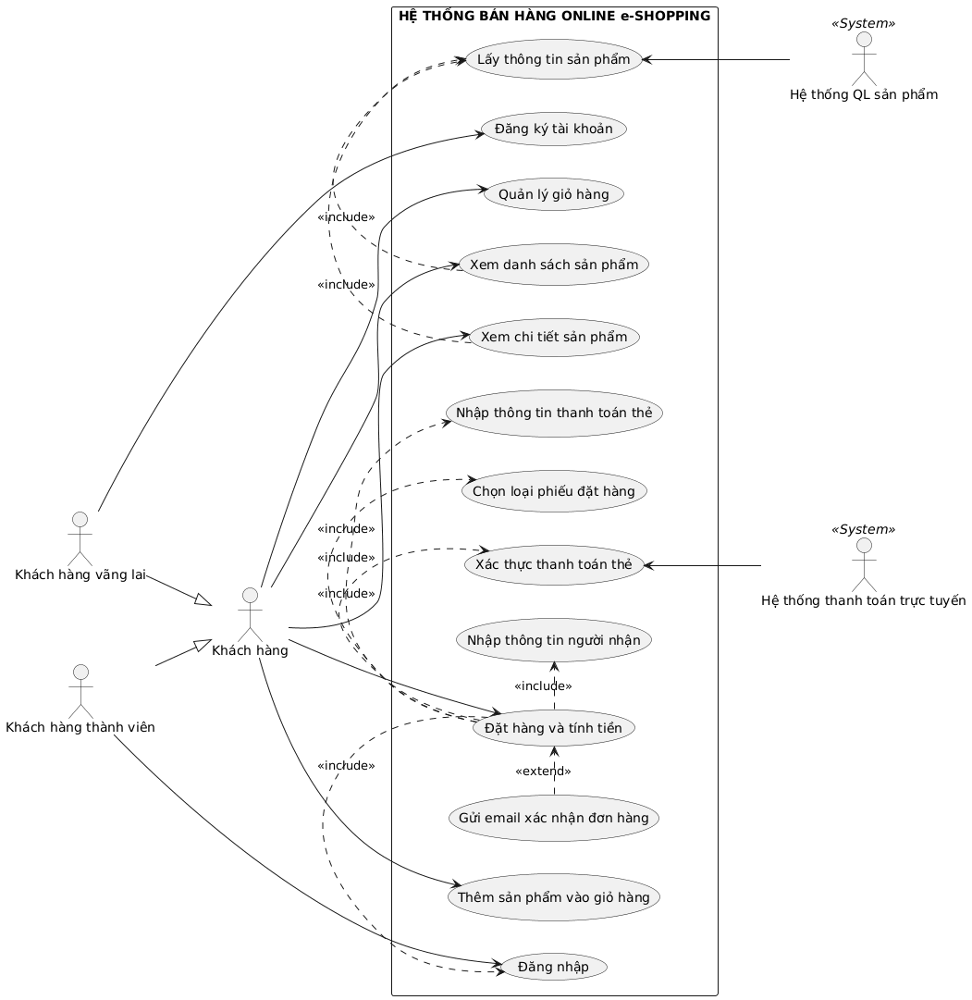 HỆ THỐNG BÁN HÀNG ONLINE e-SHOPPING
«System»
Lấy thông tin sản phẩm
Hệ thống QL sản phẩm
Đăng ký tài khoản
Quản lý giỏ hàng
«include»
Xem danh sách sản phẩm
«include»
Xem chi tiết sản phẩm
Nhập thông tin thanh toán thẻ
Chọn loại phiếu đặt hàng
«include»
«System»
«include»
Xác thực thanh toán thẻ
Khách hàng vãng lai
«include»
Hệ thống thanh toán trực tuyến
Nhập thông tin người nhận
Khách hàng
«include»
Khách hàng thành viên
Đặt hàng và tính tiền
«include»
«extend»
Gửi email xác nhận đơn hàng
Thêm sản phẩm vào giỏ hàng
Đăng nhập